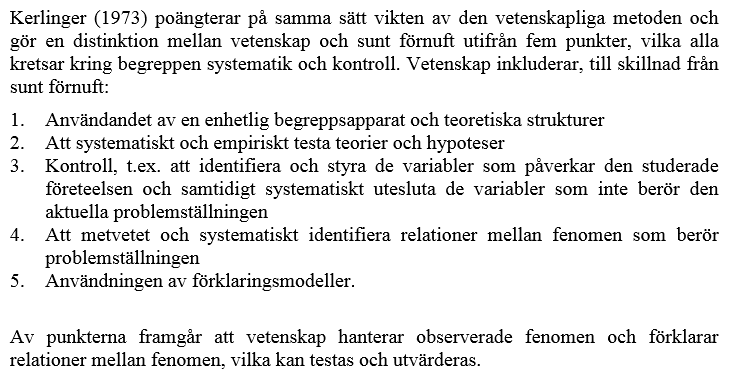 Kerlinger (1973) poängterar på samma sätt vikten av den vetenskapliga metoden och
gör en distinktion mellan vetenskap och sunt förnuft utifrån fem punkter, vilka alla
kretsar kring begreppen systematik och kontroll. Vetenskap inkluderar, till skillnad från
sunt förnuft:
1. Användandet av en enhetlig begreppsapparat och teoretiska strukturer
2. Att systematiskt och empiriskt testa teorier och hypoteser
3. Kontroll, t.ex. att identifiera och styra de variabler som påverkar den studerade
företeelsen och samtidigt systematiskt utesluta de variabler som inte berör den
aktuella problemställningen
4. Att metvetet och systematiskt identifiera relationer mellan fenomen som berör
problemställningen
5. Användningen av förklaringsmodeller.
Av punkterna framgår att vetenskap hanterar observerade fenomen och förklarar
relationer mellan fenomen, vilka kan testas och utvärderas.